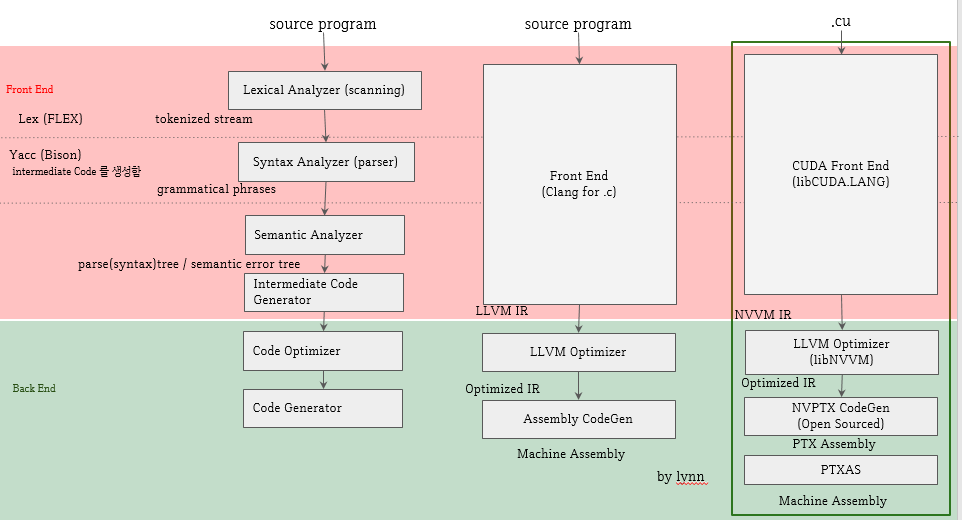 source program
source program
.cu
Front End
Lexical Analyzer (scanning)
Lex (FLEX)
tokenized stream
Yacc (Bison)
intermediate Code 를 생성함
Syntax Analyzer (parser)
grammatical phrases
Semantic Analyzer
parse(syntax)tree / semantic error tree
Intermediate Code
Generator
Front End
(Clang for .c)
CUDA Front End
(libCUDA.LANG)
LLVM IR
NVVM IR
Back End
Code Optimizer
Code Generator
LLVM Optimizer
Optimized IR
Assembly CodeGen
Machine Assembly
by lynn
LLVM Optimizer
(libNVVM)
Optimized IR
NVPTX CodeGen
(Open Sourced)
PTX Assembly
PTXAS
Machine Assembly